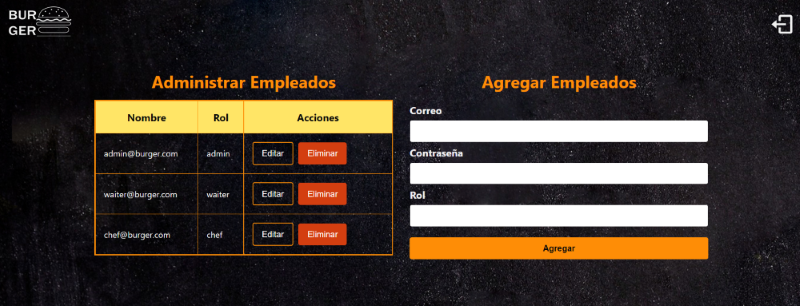 BUR
GER
Administrar Empleados
Nombre Rol Acciones
admin@burger.com admin Editar Eliminar
waiter@burger.com waiter Editar Eliminar
chef@burger.com chef Editar Eliminar
Agregar Empleados
Correo
Contraseña
Rol
Agregar